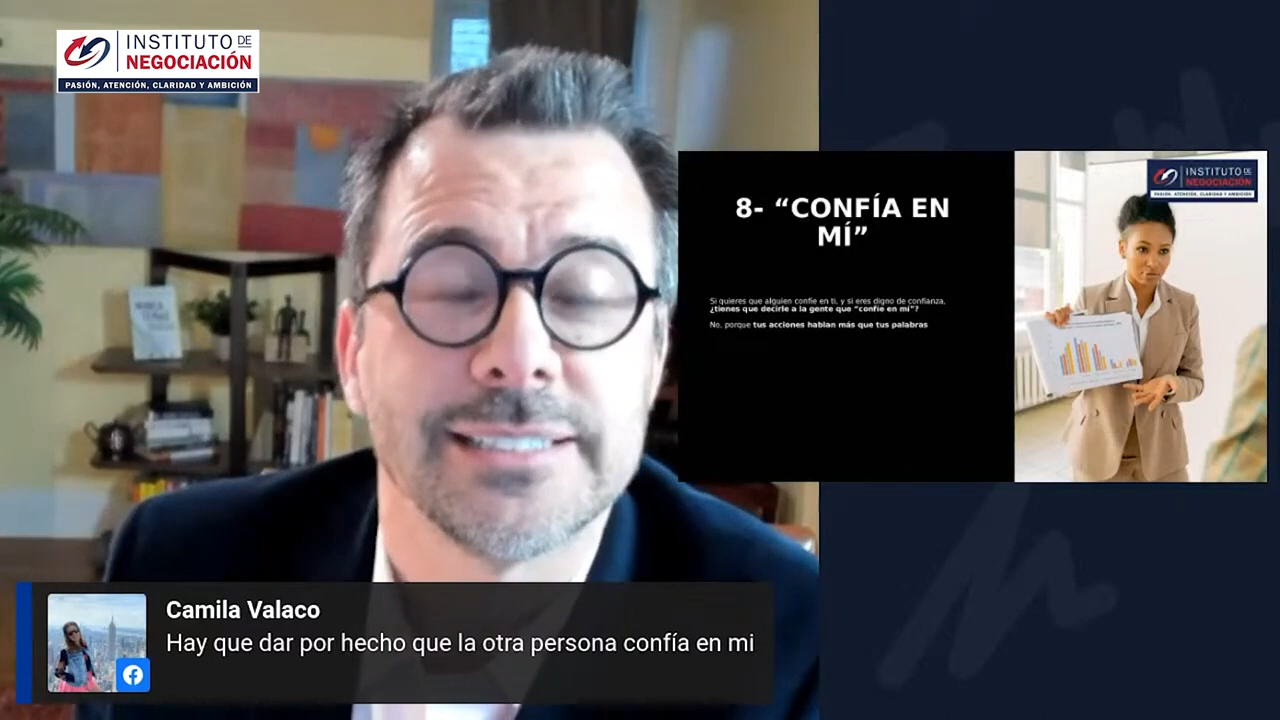 INSTITUTO DE
NEGOCIACIÓN
PASIÓN, ATENCIÓN, CLARIDAD Y AMBICIÓN
8- “CONFÍA EN
MÍ”
Si quieres que alguien confíe en ti, y si eres digno de confianza,
¿tienes que decirle a la gente que “confíe en mí”?
No, porque tus acciones hablan más que tus palabras
INSTITUTO DE
NEGOCIACIÓN
PASIÓN, ATENCIÓN, CLARIDAD Y AMBICIÓN
Camila Valaco
Hay que dar por hecho que la otra persona confía en mi